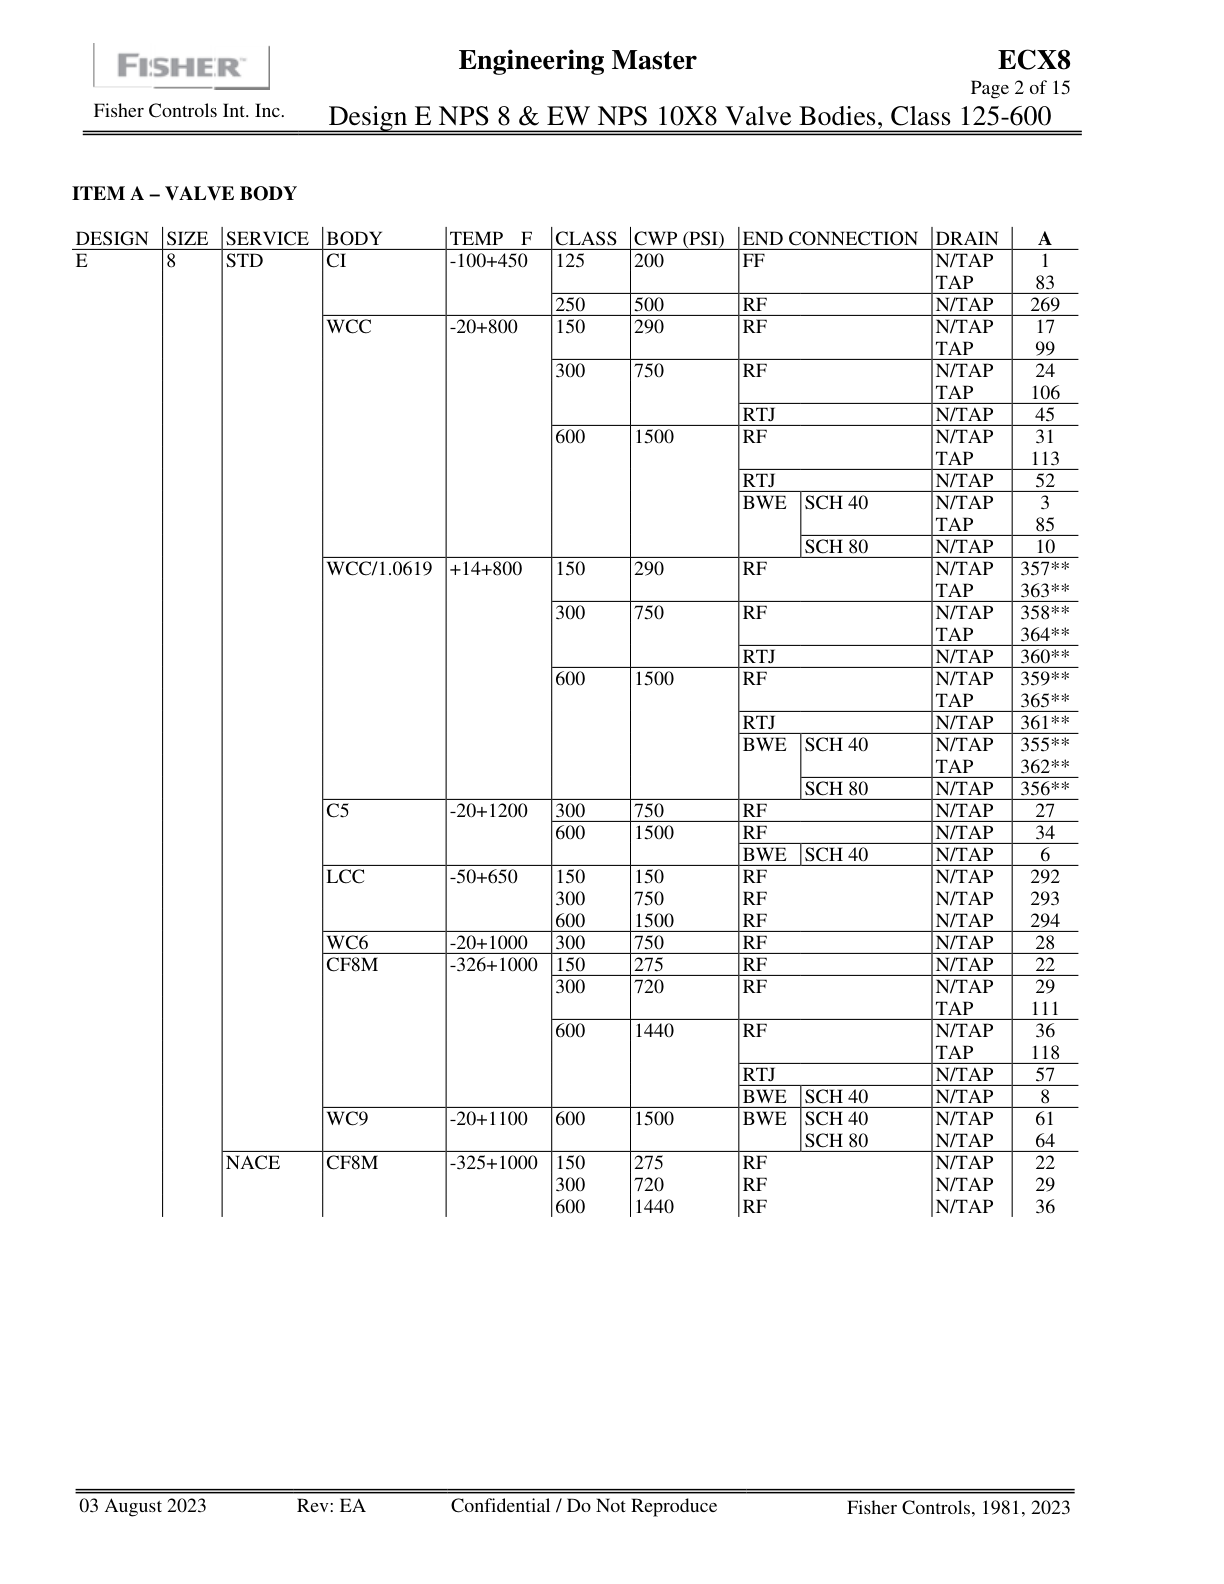 FISHER™ Engineering Master ECX8
Page 2 of 15
Fisher Controls Int. Inc. Design E NPS 8 & EW NPS 10X8 Valve Bodies, Class 125-600
ITEM A – VALVE BODY
DESIGN SIZE SERVICE BODY TEMP F CLASS CWP (PSI) END CONNECTION DRAIN A
E 8 STD CI -100+450 125 200 FF N/TAP 1
TAP 83
250 500 RF N/TAP 269
WCC -20+800 150 290 RF N/TAP 17
TAP 99
300 750 RF N/TAP 24
TAP 106
RTJ N/TAP 45
600 1500 RF N/TAP 31
TAP 113
RTJ N/TAP 52
BWE SCH 40 N/TAP 3
TAP 85
SCH 80 N/TAP 10
WCC/1.0619 +14+800 150 290 RF N/TAP 357**
TAP 363**
300 750 RF N/TAP 358**
TAP 364**
RTJ N/TAP 360**
600 1500 RF N/TAP 359**
TAP 365**
RTJ N/TAP 361**
BWE SCH 40 N/TAP 355**
TAP 362**
SCH 80 N/TAP 356**
C5 -20+1200 300 750 RF N/TAP 27
600 1500 RF N/TAP 34
BWE SCH 40 N/TAP 6
LCC -50+650 150 150 RF N/TAP 292
300 750 RF N/TAP 293
600 1500 RF N/TAP 294
WC6 -20+1000 300 750 RF N/TAP 28
CF8M -326+1000 150 275 RF N/TAP 22
300 720 RF N/TAP 29
TAP 111
600 1440 RF N/TAP 36
TAP 118
RTJ N/TAP 57
BWE SCH 40 N/TAP 8
WC9 -20+1100 600 1500 BWE SCH 40 N/TAP 61
SCH 80 N/TAP 64
NACE CF8M -325+1000 150 275 RF N/TAP 22
300 720 RF N/TAP 29
600 1440 RF N/TAP 36
03 August 2023 Rev: EA Confidential / Do Not Reproduce Fisher Controls, 1981, 2023